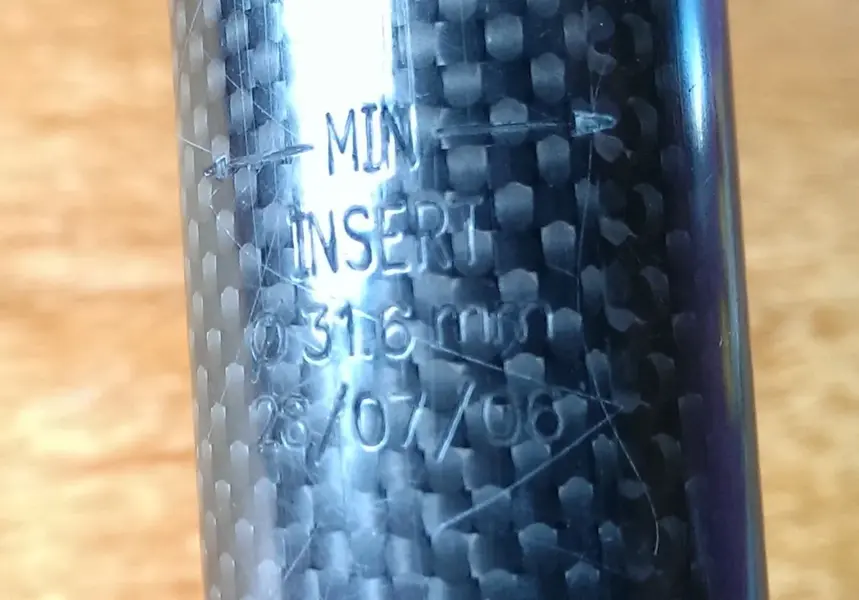 MIN
INSERT
Ø 31.6 mm
28/07/06